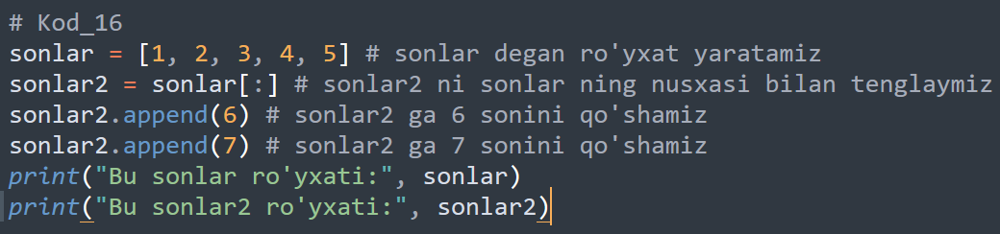 # Kod_16
sonlar = [1, 2, 3, 4, 5] # sonlar degan ro'yxat yaratamiz
sonlar2 = sonlar[:] # sonlar2 ni sonlar ning nusxasi bilan tenglaymiz
sonlar2.append(6) # sonlar2 ga 6 sonini qo'shamiz
sonlar2.append(7) # sonlar2 ga 7 sonini qo'shamiz
print("Bu sonlar ro'yxati:", sonlar)
print("Bu sonlar2 ro'yxati:", sonlar2)